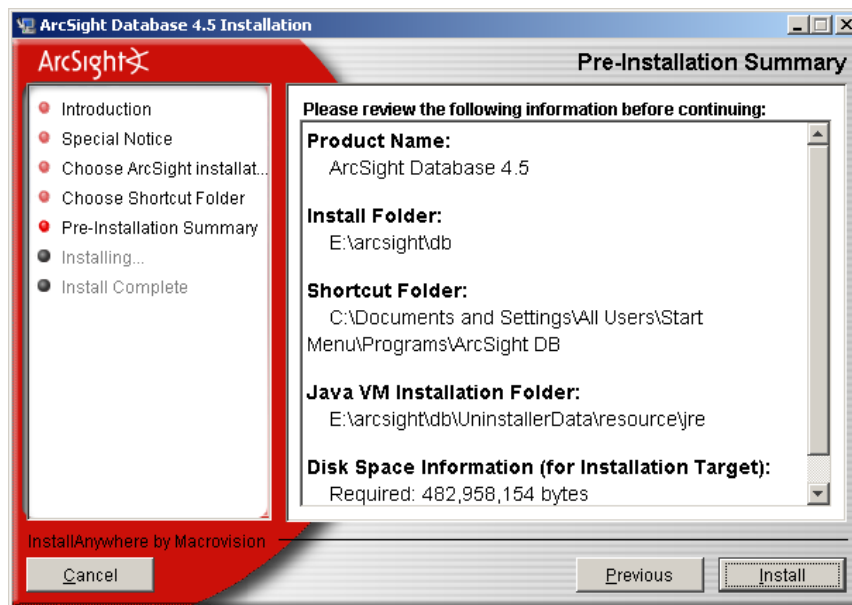 ArcSight Database 4.5 Installation
ArcSight
Pre-Installation Summary
Introduction
Special Notice
Choose ArcSight installat...
Choose Shortcut Folder
Pre-Installation Summary
Installing...
Install Complete
Please review the following information before continuing:
Product Name:
ArcSight Database 4.5
Install Folder:
E:\arcsight\db
Shortcut Folder:
C:\Documents and Settings\All Users\Start
Menu\Programs\ArcSight DB
Java VM Installation Folder:
E:\arcsight\db\UninstallerData\resource\jre
Disk Space Information (for Installation Target):
Required: 482,958,154 bytes
InstallAnywhere by Macrovision
Cancel
Previous
Install